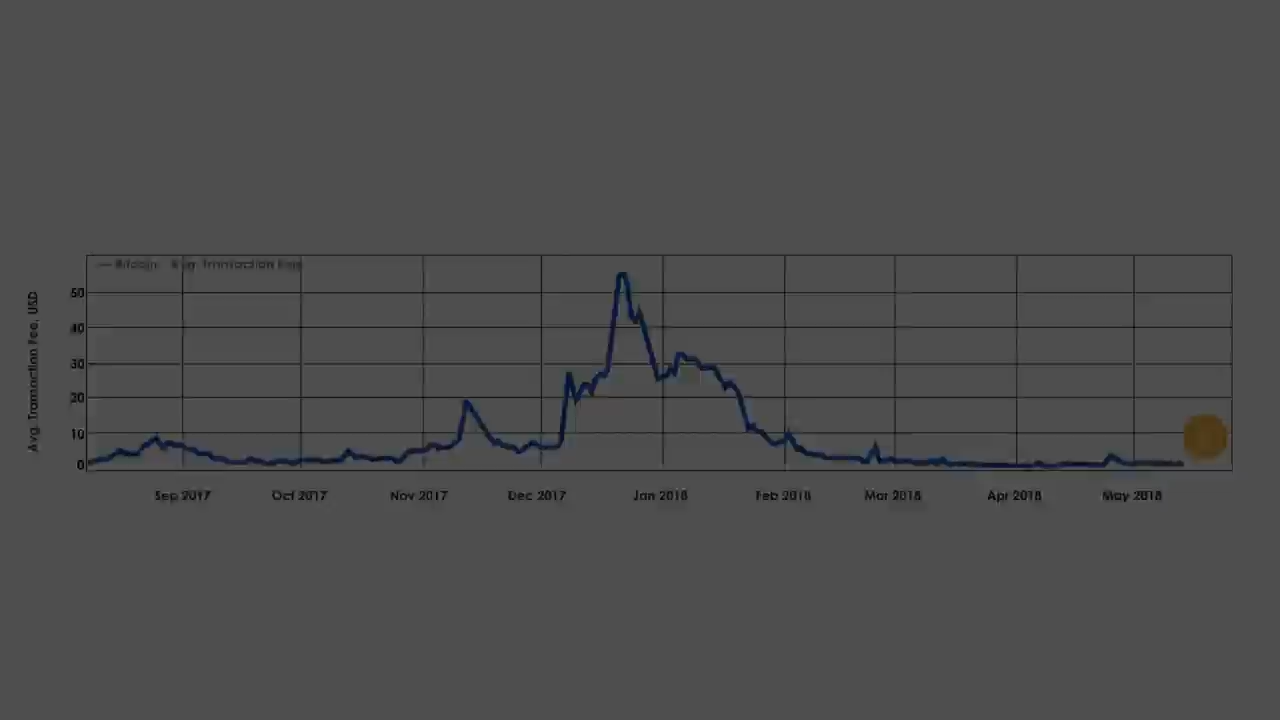 Bitcoin - Avg. Transaction Fee
Avg. Transaction Fee, USD
50
40
30
20
10
0
Sep 2017
Oct 2017
Nov 2017
Dec 2017
Jan 2018
Feb 2018
Mar 2018
Apr 2018
May 2018